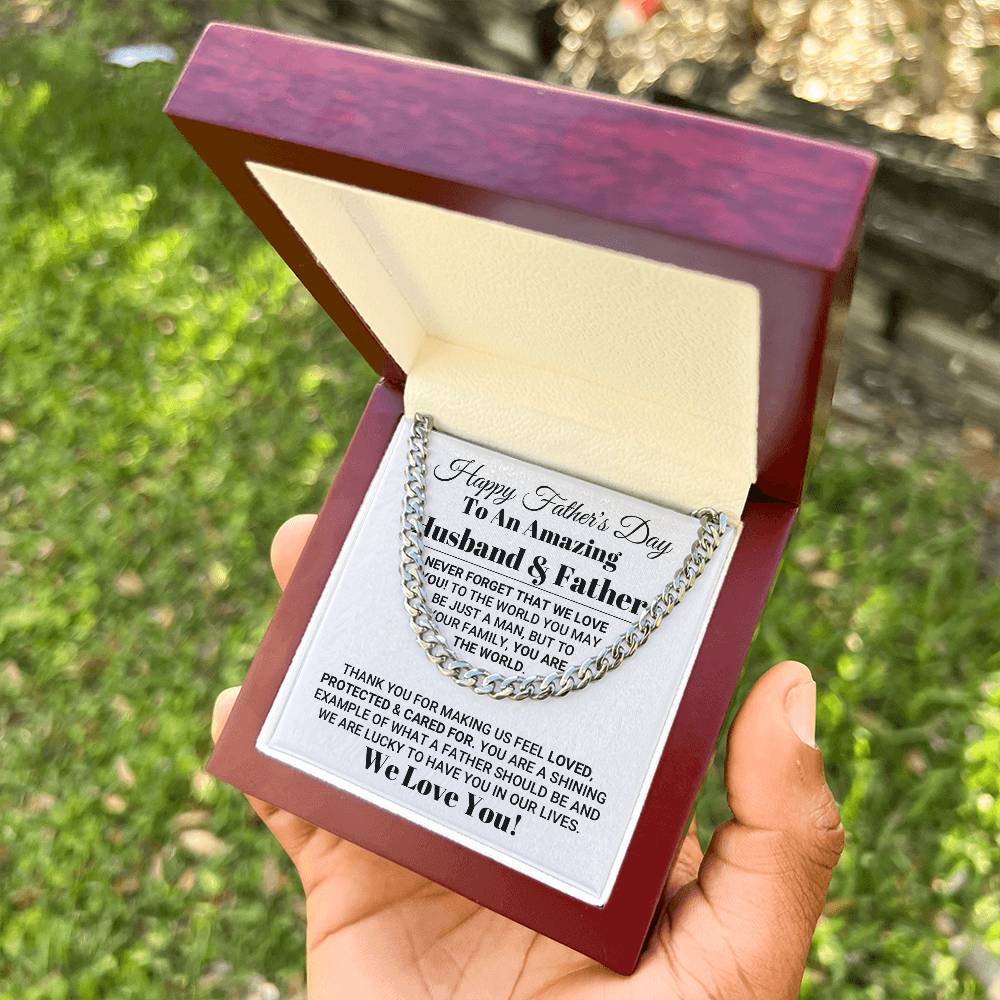 Happy Father's Day
To An Amazing
Husband & Father
NEVER FORGET THAT WE LOVE
YOU! TO THE WORLD YOU MAY
BE JUST A MAN, BUT TO
YOUR FAMILY, YOU ARE
THE WORLD.
THANK YOU FOR MAKING US FEEL LOVED,
PROTECTED & CARED FOR. YOU ARE A SHINING
EXAMPLE OF WHAT A FATHER SHOULD BE AND
WE ARE LUCKY TO HAVE YOU IN OUR LIVES.
We Love You!